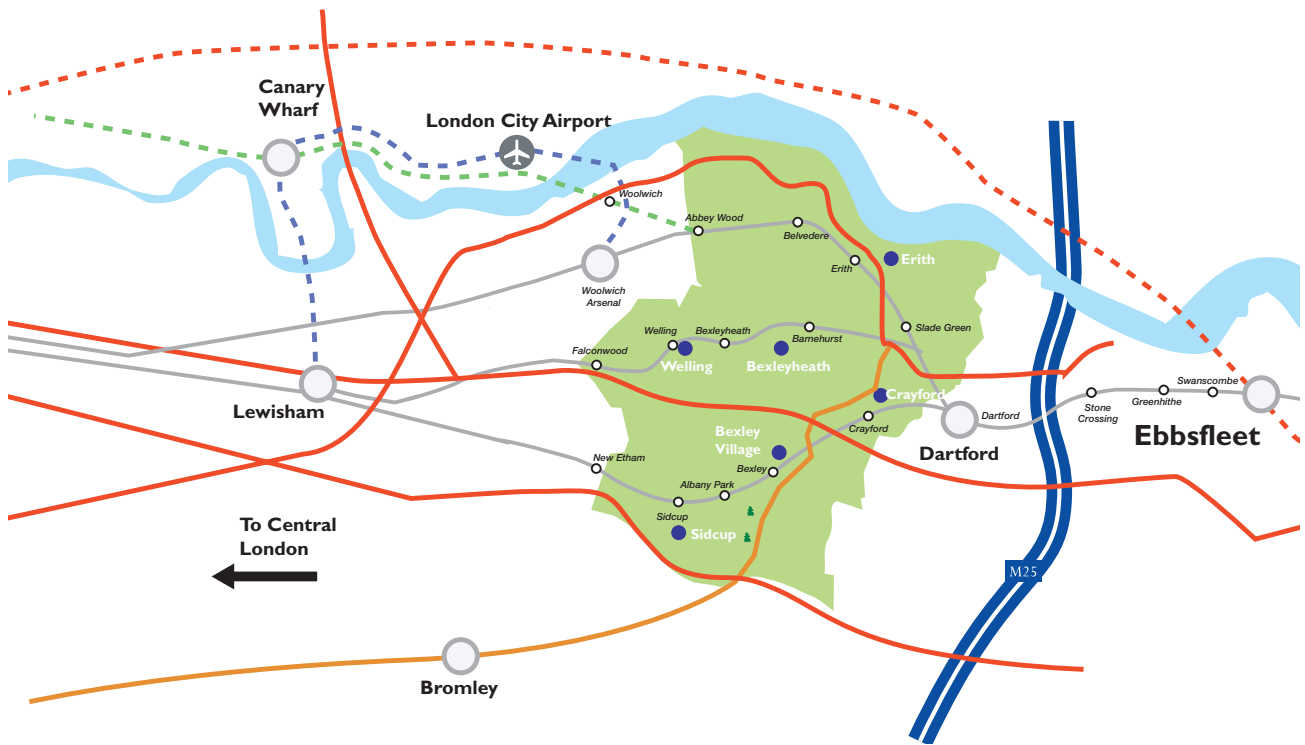 Canary
Wharf
London City Airport
Woolwich
Abbey Wood
Belvedere
Erith
Erith
Woolwich
Arsenal
Slade Green
Welling
Bexleyheath
Barnehurst
Falconwood
Welling
Bexleyheath
Lewisham
Crayford
Crayford
Dartford
Dartford
Stone
Crossing
Greenhithe
Swanscombe
Ebbsfleet
Bexley
Village
New Etham
Bexley
Albany Park
Sidcup
Sidcup
To Central
London
M25
Bromley